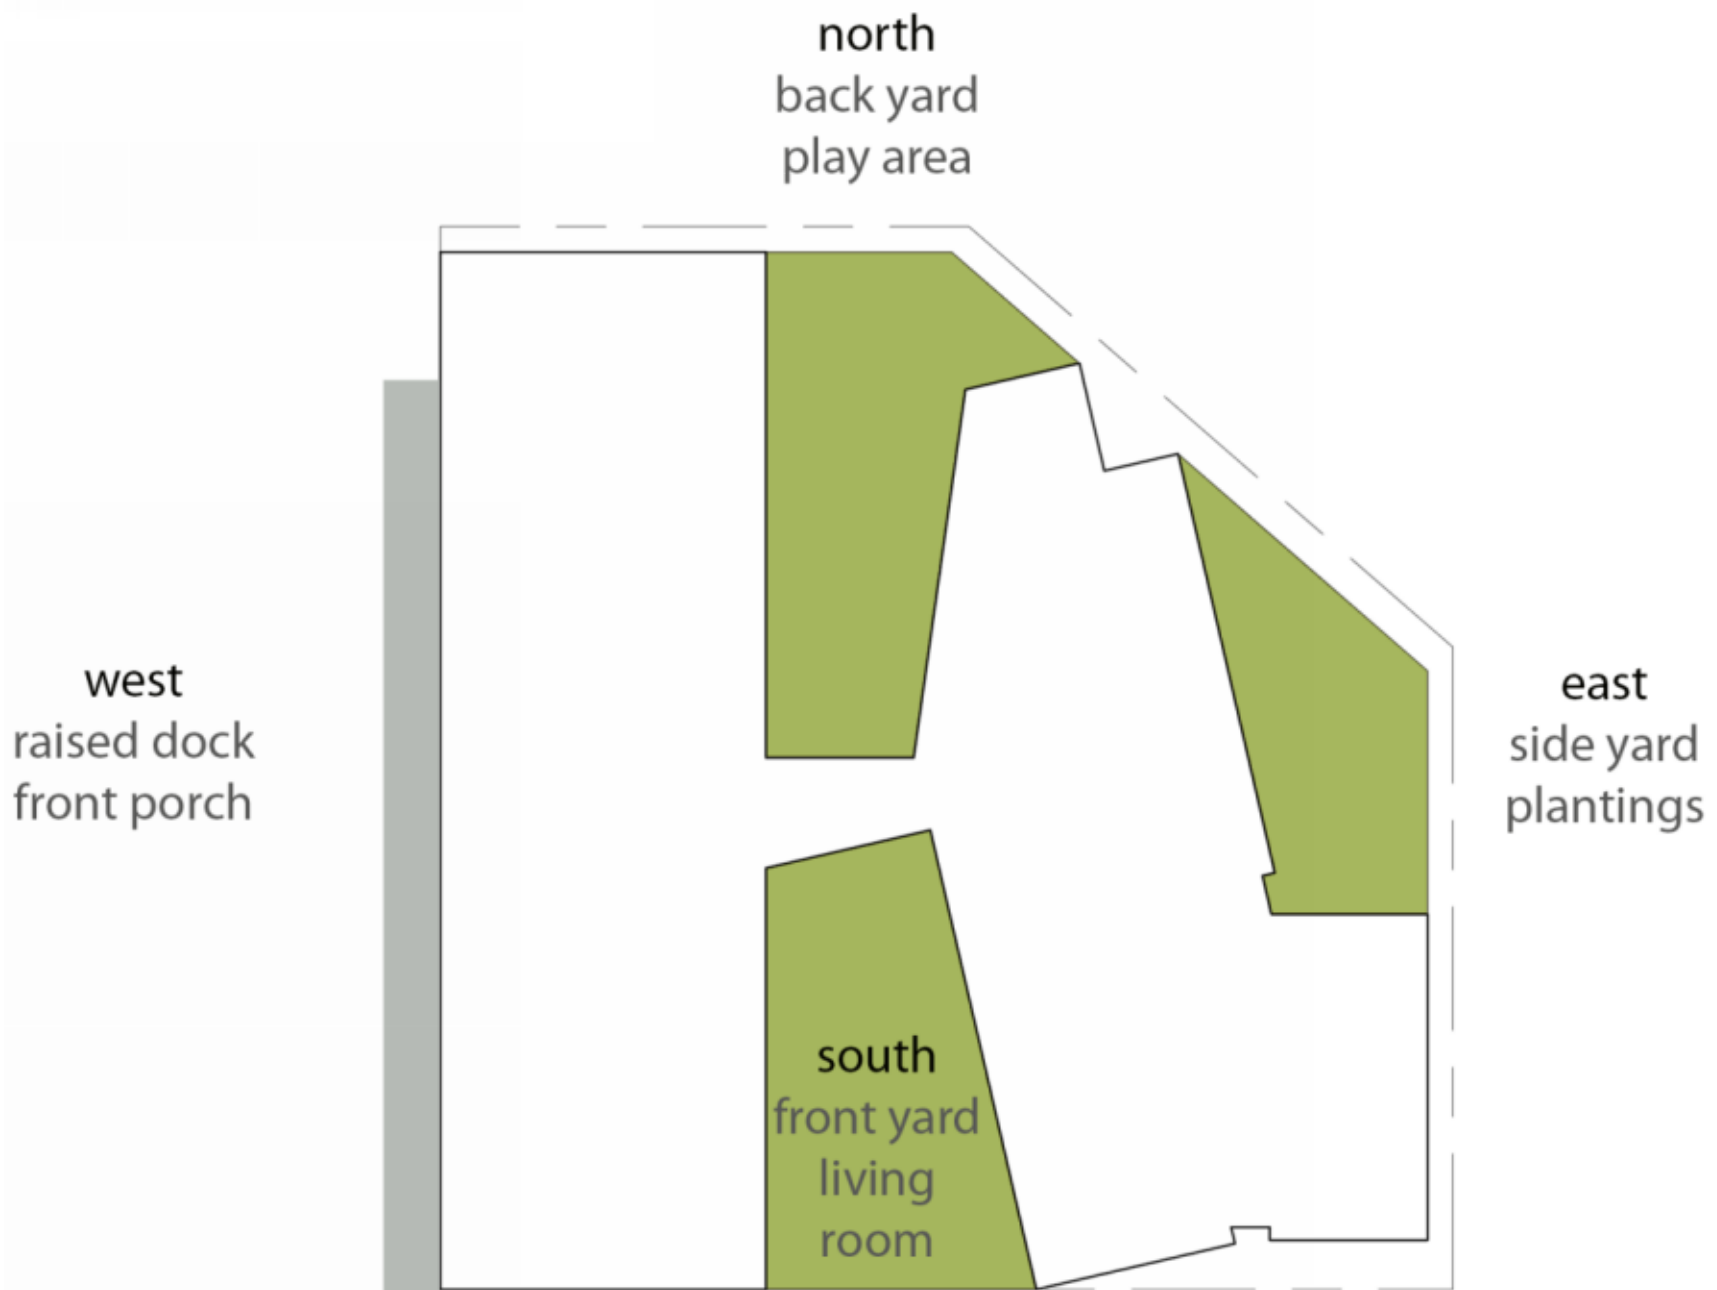 north
back yard
play area
west
raised dock
front porch
east
side yard
plantings
south
front yard
living
room